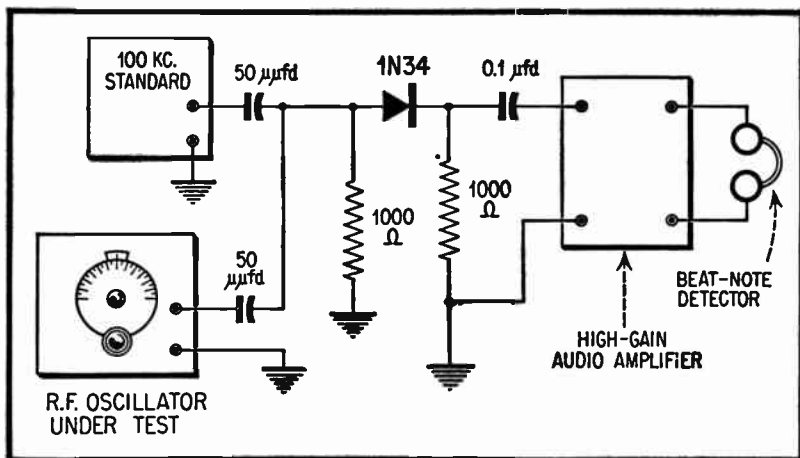 100 KC.
STANDARD
50 µµfd
1N34
0.1 µfd
1000
Ω
1000
Ω
50
µµfd
BEAT-NOTE
DETECTOR
HIGH-GAIN
AUDIO AMPLIFIER
R.F. OSCILLATOR
UNDER TEST